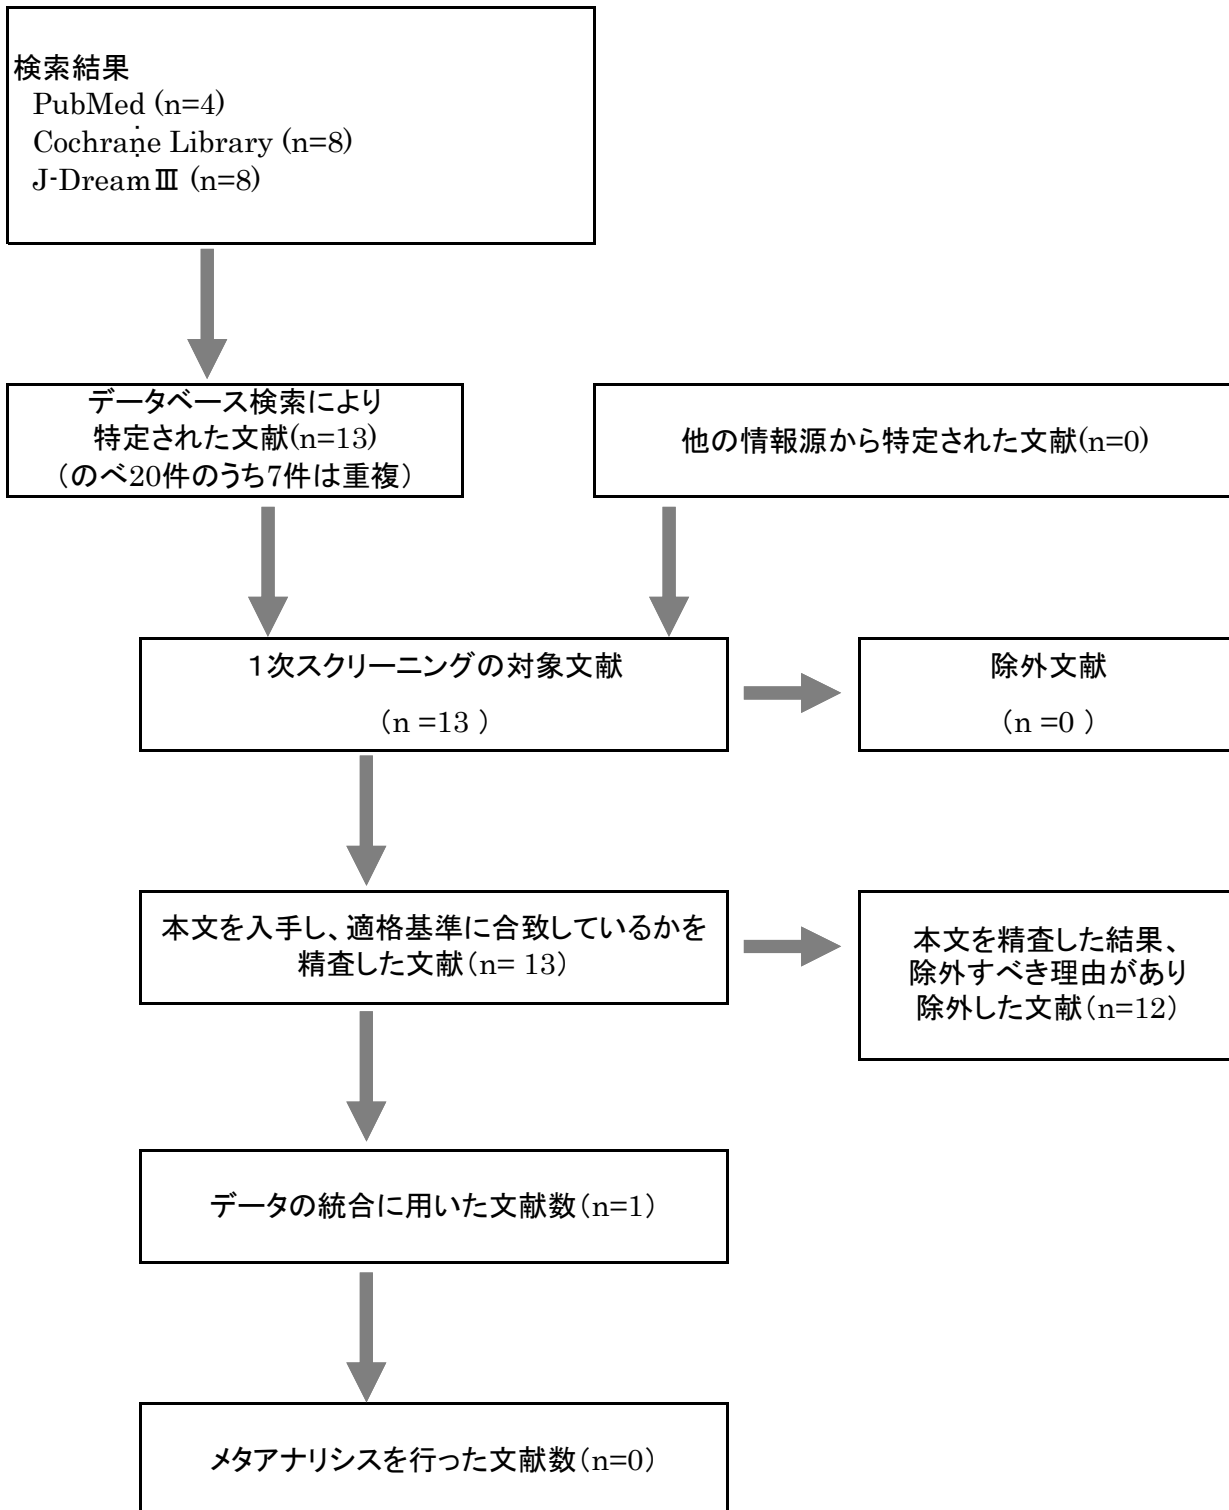 検索結果
PubMed (n=4)
Cochrane Library (n=8)
J-DreamⅢ (n=8)
データベース検索により
特定された文献(n=13)
（のべ20件のうち7件は重複）
他の情報源から特定された文献(n=0)
１次スクリーニングの対象文献
（n =13 ）
除外文献
（n =0 ）
本文を入手し、適格基準に合致しているかを
精査した文献（n= 13）
本文を精査した結果、
除外すべき理由があり
除外した文献（n=12）
データの統合に用いた文献数（n=1）
メタアナリシスを行った文献数（n=0）